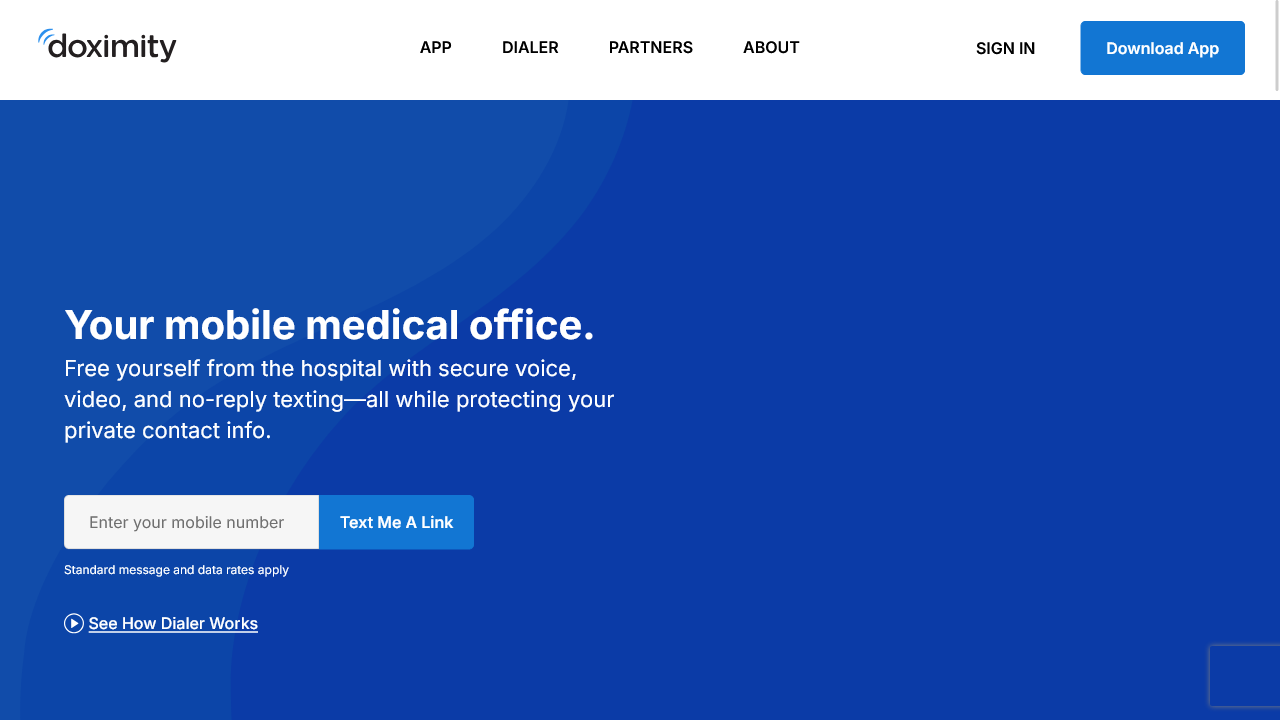 doximity
APP
DIALER
PARTNERS
ABOUT
SIGN IN
Download App
Your mobile medical office.
Free yourself from the hospital with secure voice,
video, and no-reply texting—all while protecting your
private contact info.
Enter your mobile number
Text Me A Link
Standard message and data rates apply
See How Dialer Works